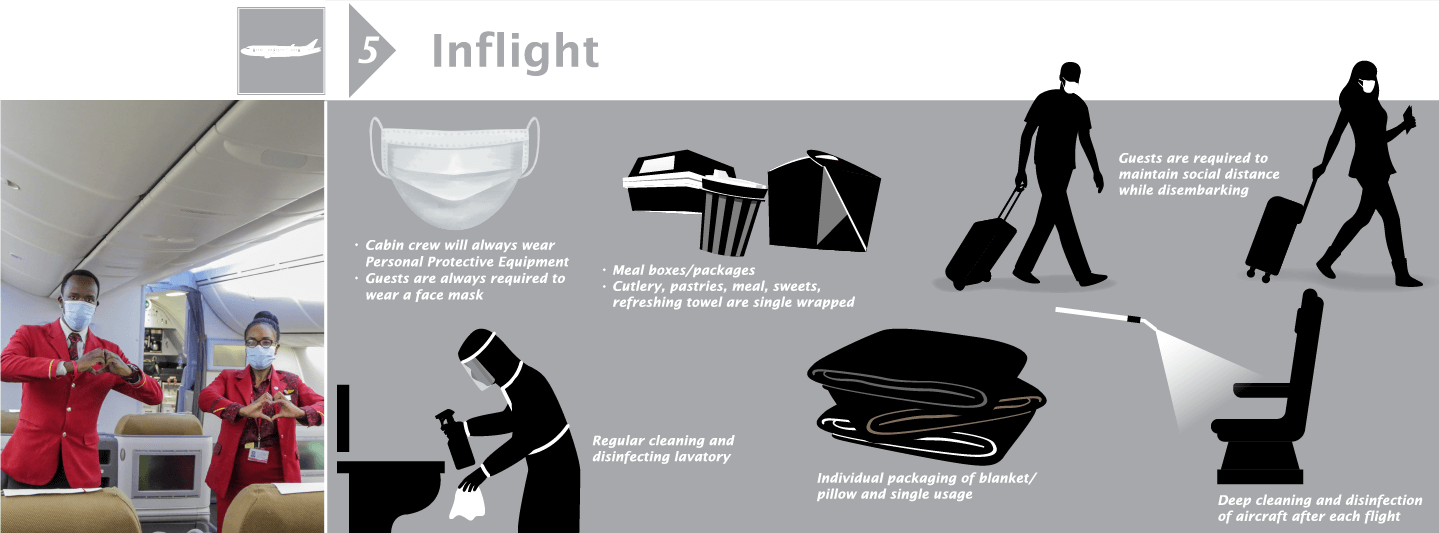 5
Inflight
• Cabin crew will always wear
Personal Protective Equipment
• Guests are always required to
wear a face mask
• Meal boxes/packages
• Cutlery, pastries, meal, sweets,
refreshing towel are single wrapped
Guests are required to
maintain social distance
while disembarking
Regular cleaning and
disinfecting lavatory
Individual packaging of blanket/
pillow and single usage
Deep cleaning and disinfection
of aircraft after each flight